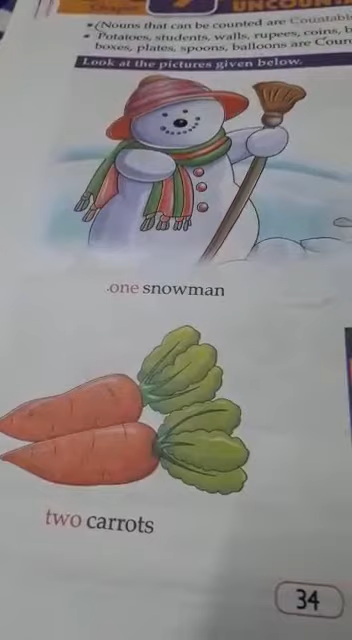 UNCOUN
• (Nouns that can be counted are Countabl
• Potatoes, students, walls, rupees, coins, b
boxes, plates, spoons, balloons are Coun
Look at the pictures given below.
one snowman
two carrots
34